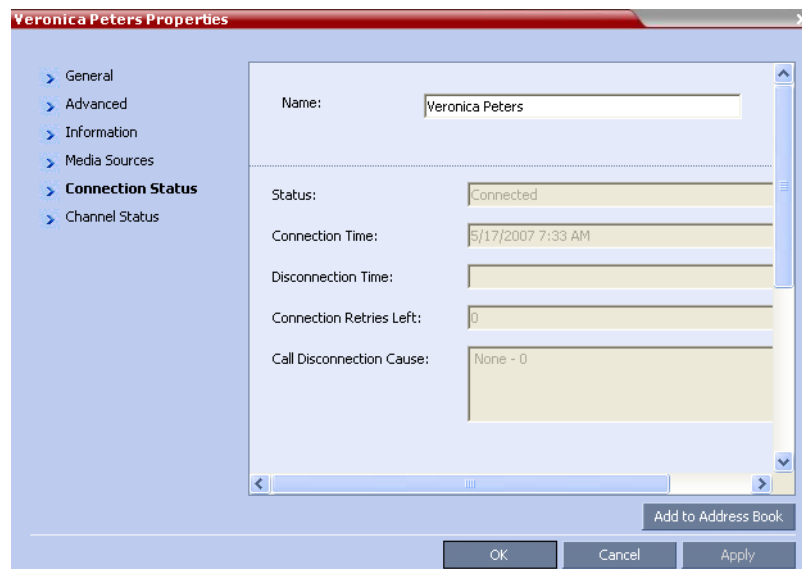 Veronica Peters Properties
General
Advanced
Information
Media Sources
Connection Status
Channel Status
Name: Veronica Peters
Status: Connected
Connection Time: 5/17/2007 7:33 AM
Disconnection Time:
Connection Retries Left: 0
Call Disconnection Cause: None - 0
Add to Address Book
OK Cancel Apply